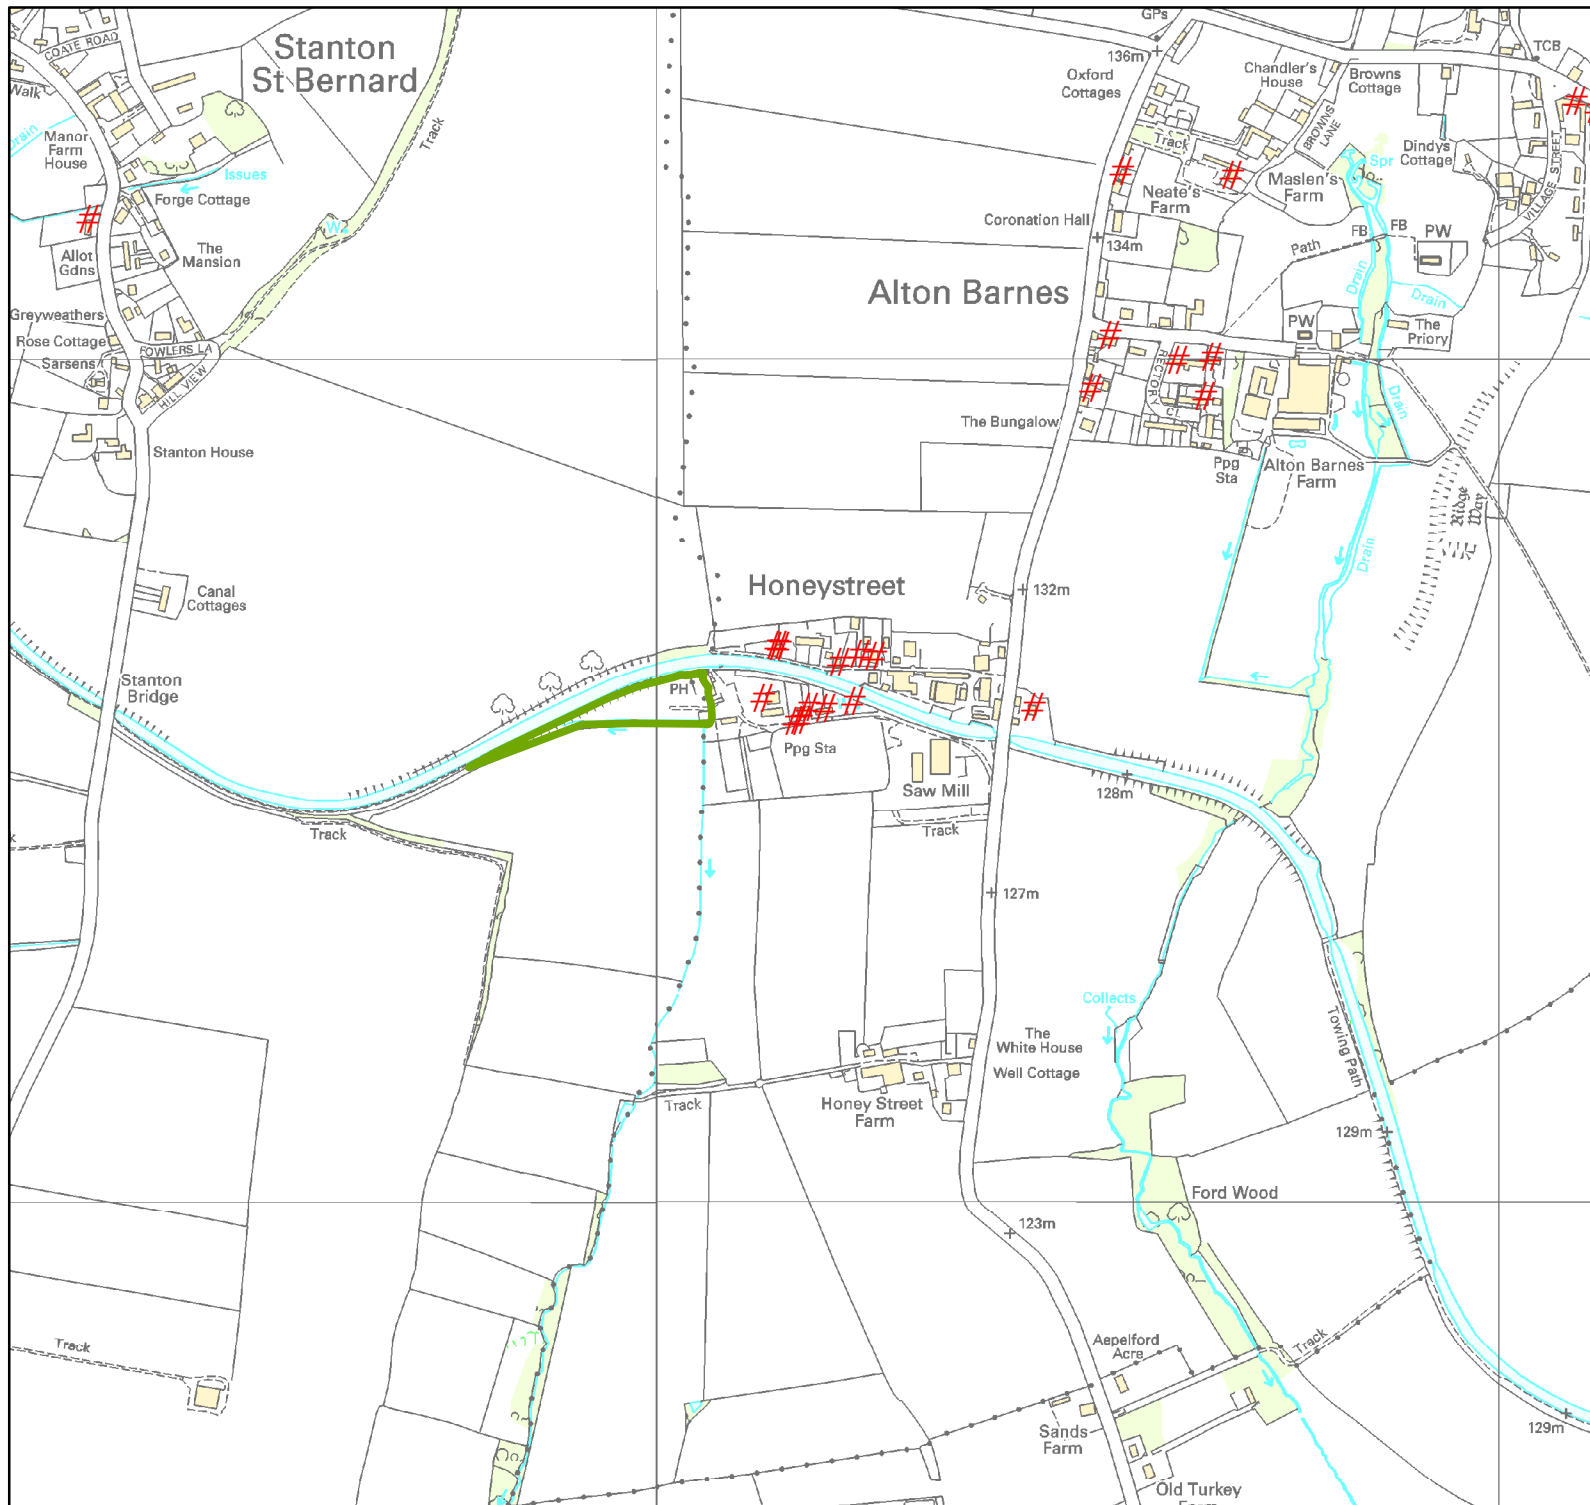 GPs
COATE ROAD
Stanton
St Bernard
136m
TCB
Oxford
Cottages
Chandler's
House
Browns
Cottage
Walk
Drain
Manor
Farm
House
Track
Track
BROWNS
LANE
Spr
Dindys
Cottage
VILLAGE STREET
Issues
Forge Cottage
Neate's
Farm
Maslen's
Farm
Coronation Hall
W
FB
FB
PW
The
Mansion
Allot
Gdns
134m
Path
Drain
Drain
Alton Barnes
Greyweathers
Rose Cottage
Sarsens
FOWLERS LA
HILL VIEW
PW
The
Priory
RECTORY CL
Drain
The Bungalow
Stanton House
Ppg
Sta
Alton Barnes
Farm
Ridge
Way
Drain
Canal
Cottages
Honeystreet
132m
Stanton
Bridge
PH
Ppg Sta
Saw Mill
128m
Track
Track
127m
Collects
Towing Path
The
White House
Well Cottage
Track
Honey Street
Farm
129m
Ford Wood
123m
Track
Aspelford
Acre
Track
Sands
Farm
129m
Old Turkey